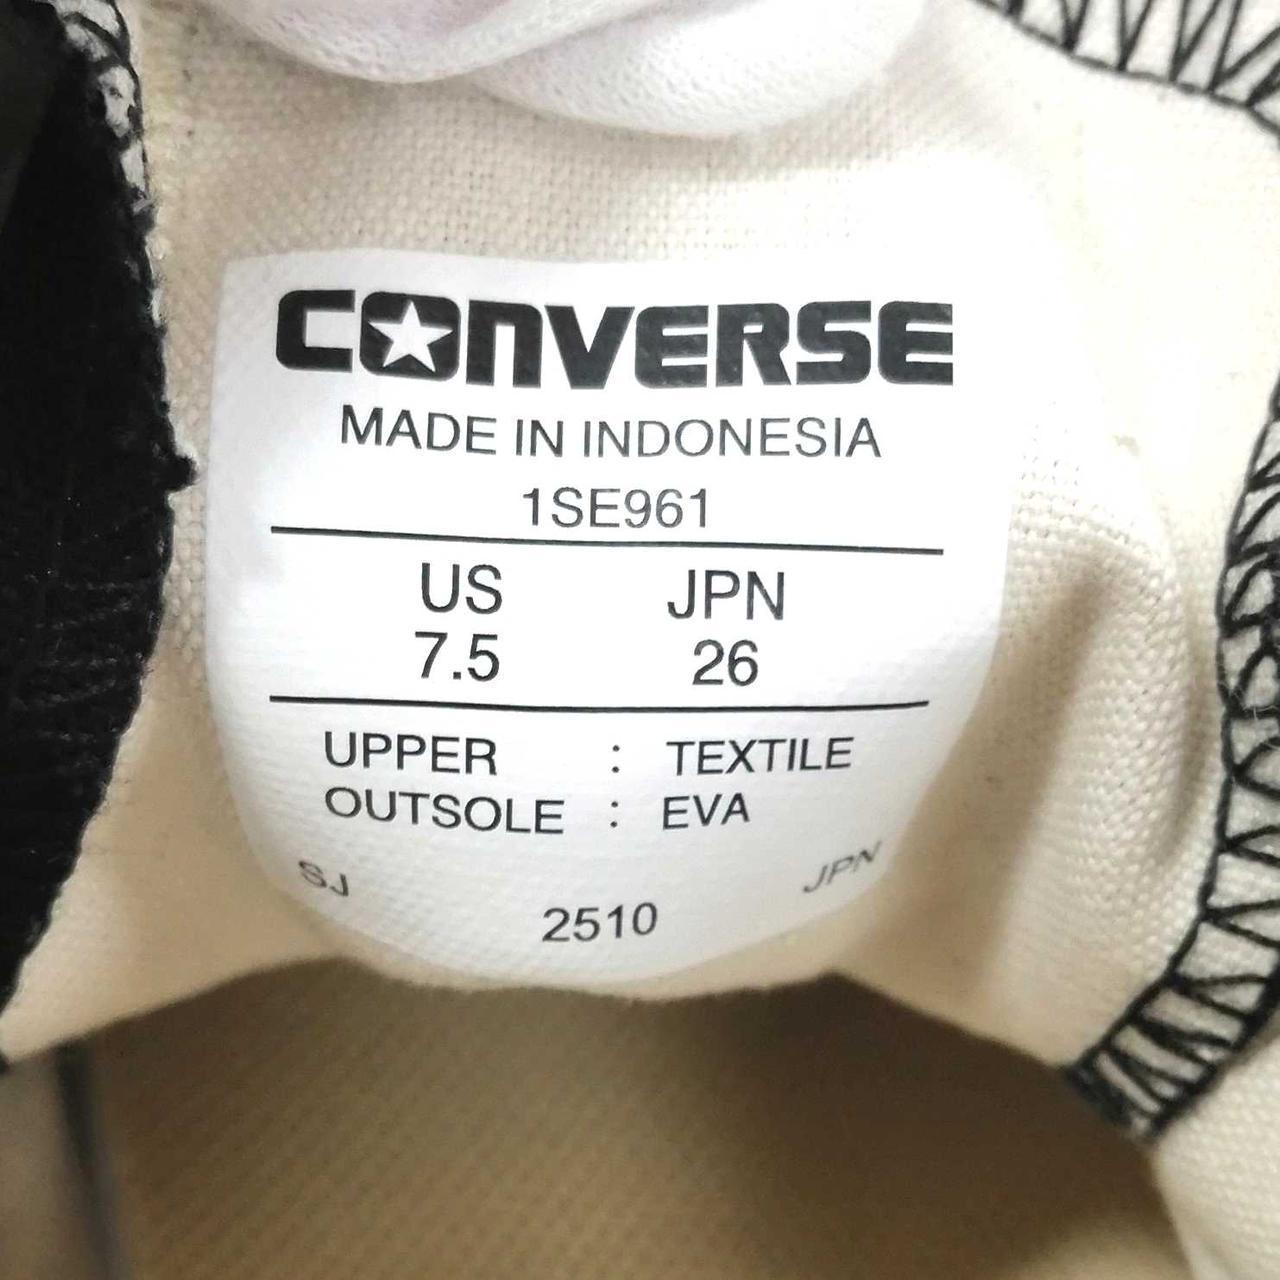 CONVERSE
MADE IN INDONESIA
1SE961
US JPN
7.5 26
UPPER : TEXTILE
OUTSOLE : EVA
SJ JPN
2510